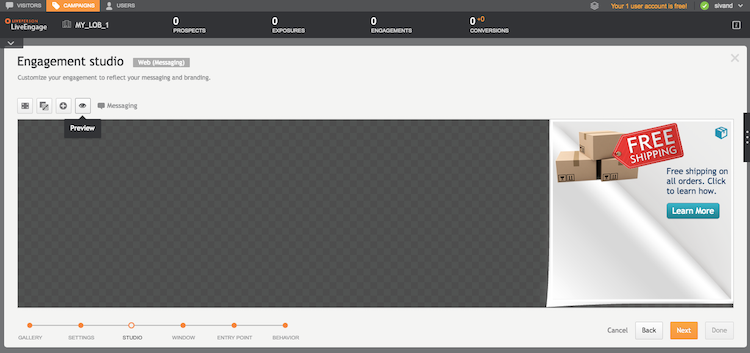 VISITORS
CAMPAIGNS
USERS
Your 1 user account is free!
sivand
LIVEPERSON
LiveEngage
MY_LOB_1
0
PROSPECTS
0
EXPOSURES
0
ENGAGEMENTS
0 +0
CONVERSIONS
Engagement studio
Web (Messaging)
Customize your engagement to reflect your messaging and branding.
Messaging
Preview
FREE
SHIPPING
Free shipping on
all orders. Click
to learn how.
Learn More
GALLERY
SETTINGS
STUDIO
WINDOW
ENTRY POINT
BEHAVIOR
Cancel
Back
Next
Done